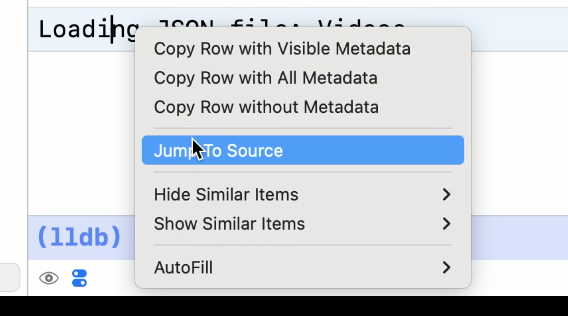 Loading JSON file: Videos
Copy Row with Visible Metadata
Copy Row with All Metadata
Copy Row without Metadata
Jump To Source
Hide Similar Items
Show Similar Items
(lldb)
AutoFill